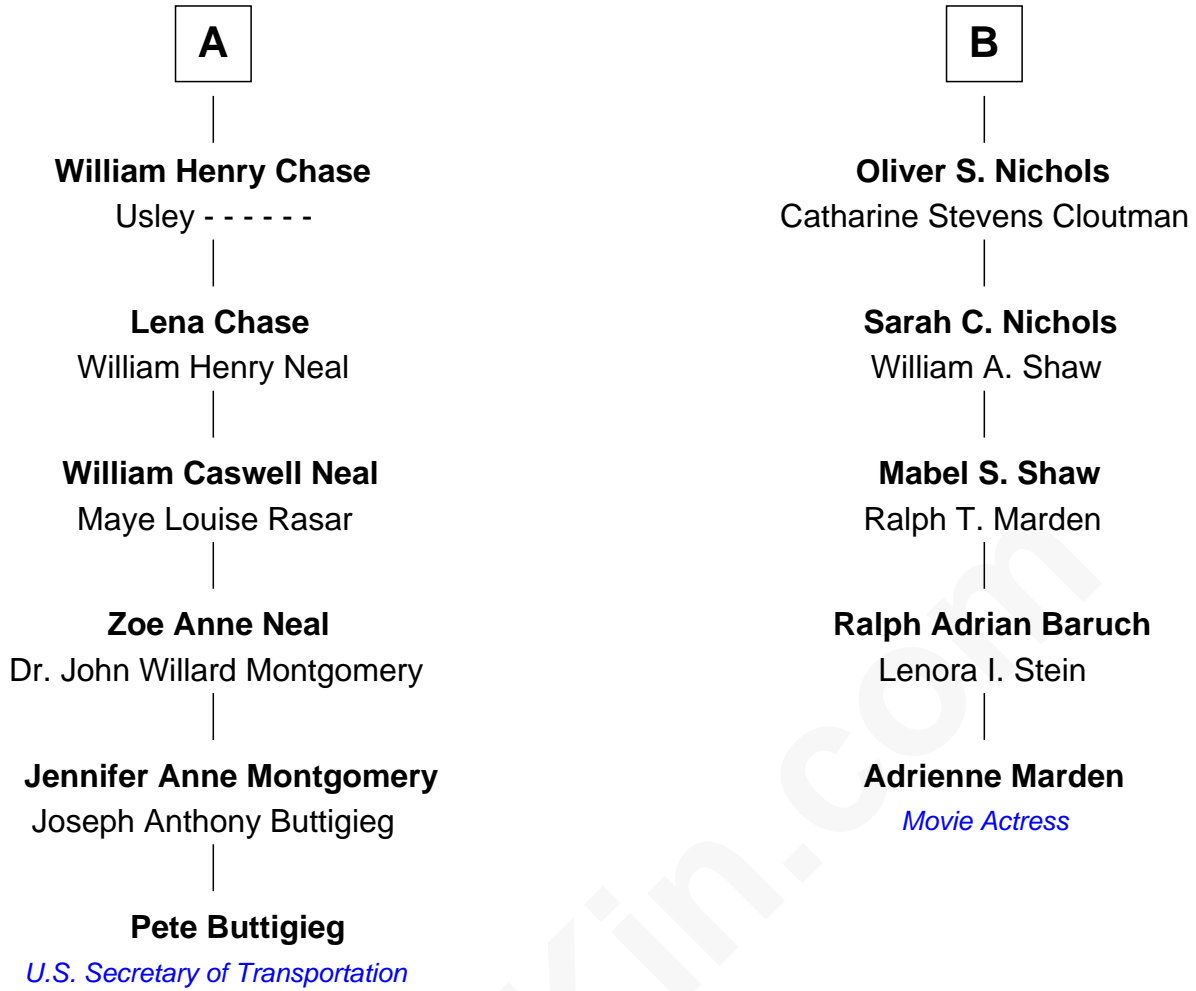 A
William Henry Chase
Usley - - - - - -
Lena Chase
William Henry Neal
William Caswell Neal
Maye Louise Rasar
Zoe Anne Neal
Dr. John Willard Montgomery
Jennifer Anne Montgomery
Joseph Anthony Buttigieg
Pete Buttigieg
U.S. Secretary of Transportation
B
Oliver S. Nichols
Catharine Stevens Cloutman
Sarah C. Nichols
William A. Shaw
Mabel S. Shaw
Ralph T. Marden
Ralph Adrian Baruch
Lenora I. Stein
Adrienne Marden
Movie Actress
Kin.com